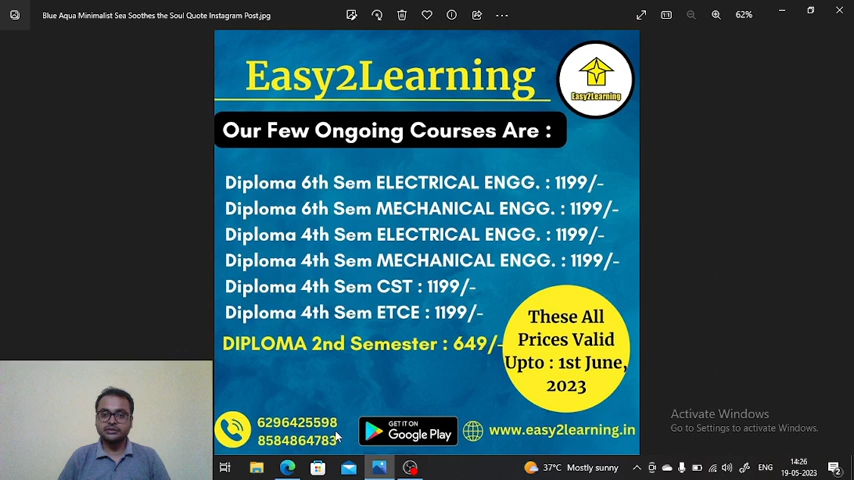 Blue Aqua Minimalist Sea Soothes the Soul Quote Instagram Post.jpg
62%
Easy2Learning
Easy2Learning
Our Few Ongoing Courses Are :
Diploma 6th Sem ELECTRICAL ENGG. : 1199/-
Diploma 6th Sem MECHANICAL ENGG. : 1199/-
Diploma 4th Sem ELECTRICAL ENGG. : 1199/-
Diploma 4th Sem MECHANICAL ENGG. : 1199/-
Diploma 4th Sem CST : 1199/-
Diploma 4th Sem ETCE : 1199/-
DIPLOMA 2nd Semester : 649/-
These All
Prices Valid
Upto : 1st June,
2023
6296425598
8584864783
GET IT ON
Google Play
www.easy2learning.in
Activate Windows
Go to Settings to activate Windows.
37°C Mostly sunny
ENG
14:26
19-05-2023
2